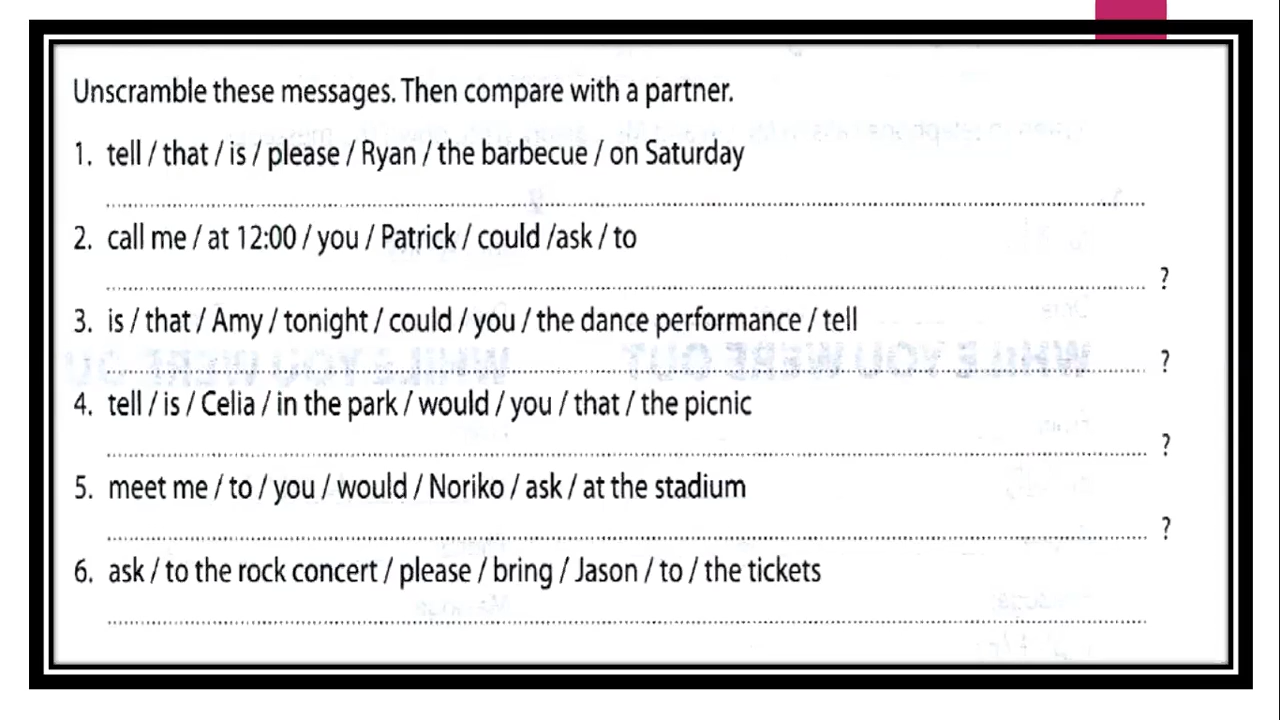 Unscramble these messages. Then compare with a partner.
1. tell / that / is / please / Ryan / the barbecue / on Saturday
2. call me / at 12:00 / you / Patrick / could /ask / to
?
3. is / that / Amy / tonight / could / you / the dance performance / tell
?
4. tell / is / Celia / in the park / would / you / that / the picnic
?
5. meet me / to / you / would / Noriko / ask / at the stadium
?
6. ask / to the rock concert / please / bring / Jason / to / the tickets